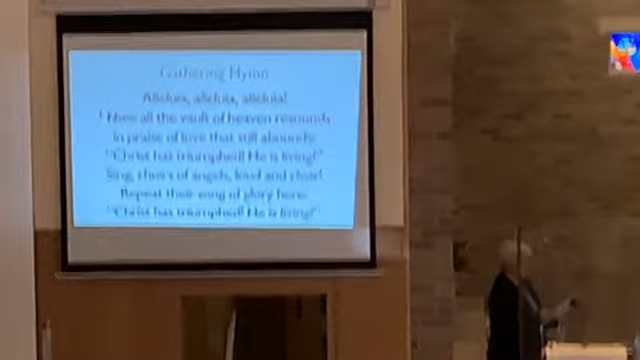 Gathering Hymn
Alleluia, alleluia, alleluia!
1 Now all the vault of heaven resounds
in praise of love that still abounds:
"Christ has triumphed! He is living!"
Sing, choirs of angels, loud and clear!
Repeat their song of glory here:
"Christ has triumphed! He is living!"